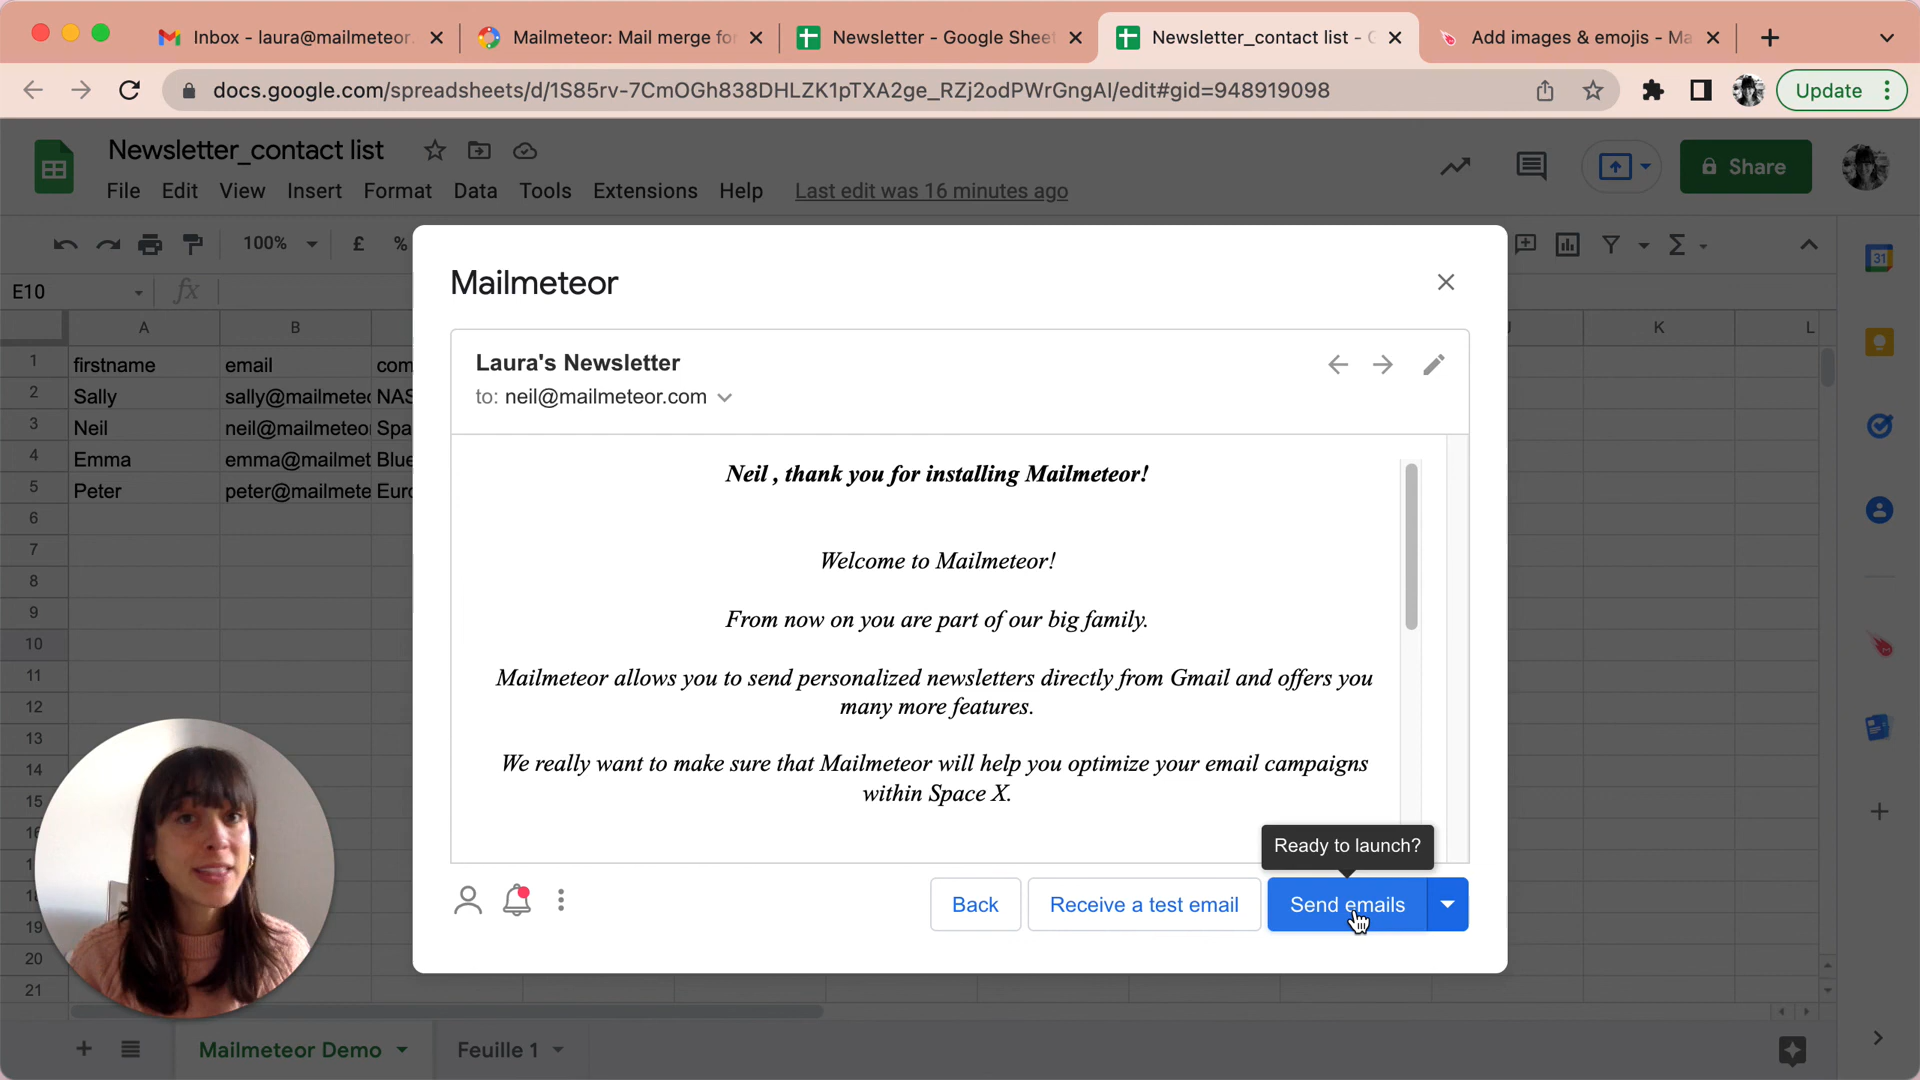 Inbox - laura@mailmeteor.
Mailmeteor: Mail merge for
Newsletter - Google Sheet
Newsletter_contact list -
Add images & emojis - Ma
docs.google.com/spreadsheets/d/1S85rv-7CmOGh838DHLZK1pTXA2ge_RZj2odPWrGngAI/edit#gid=948919098
Update
Newsletter_contact list
File Edit View Insert Format Data Tools Extensions Help Last edit was 16 minutes ago
Share
100% £ %
E10
fx
A B K L
1 firstname email com
2 Sally sally@mailmetec NAS
3 Neil neil@mailmeteo Spa
4 Emma emma@mailmet Blue
5 Peter peter@mailmete Euro
6
7
8
9
10
11
12
13
14
15
19
20
21
Mailmeteor
Laura's Newsletter
to: neil@mailmeteor.com
Neil , thank you for installing Mailmeteor!
Welcome to Mailmeteor!
From now on you are part of our big family.
Mailmeteor allows you to send personalized newsletters directly from Gmail and offers you
many more features.
We really want to make sure that Mailmeteor will help you optimize your email campaigns
within Space X.
Ready to launch?
Back Receive a test email Send emails
31
Mailmeteor Demo Feuille 1